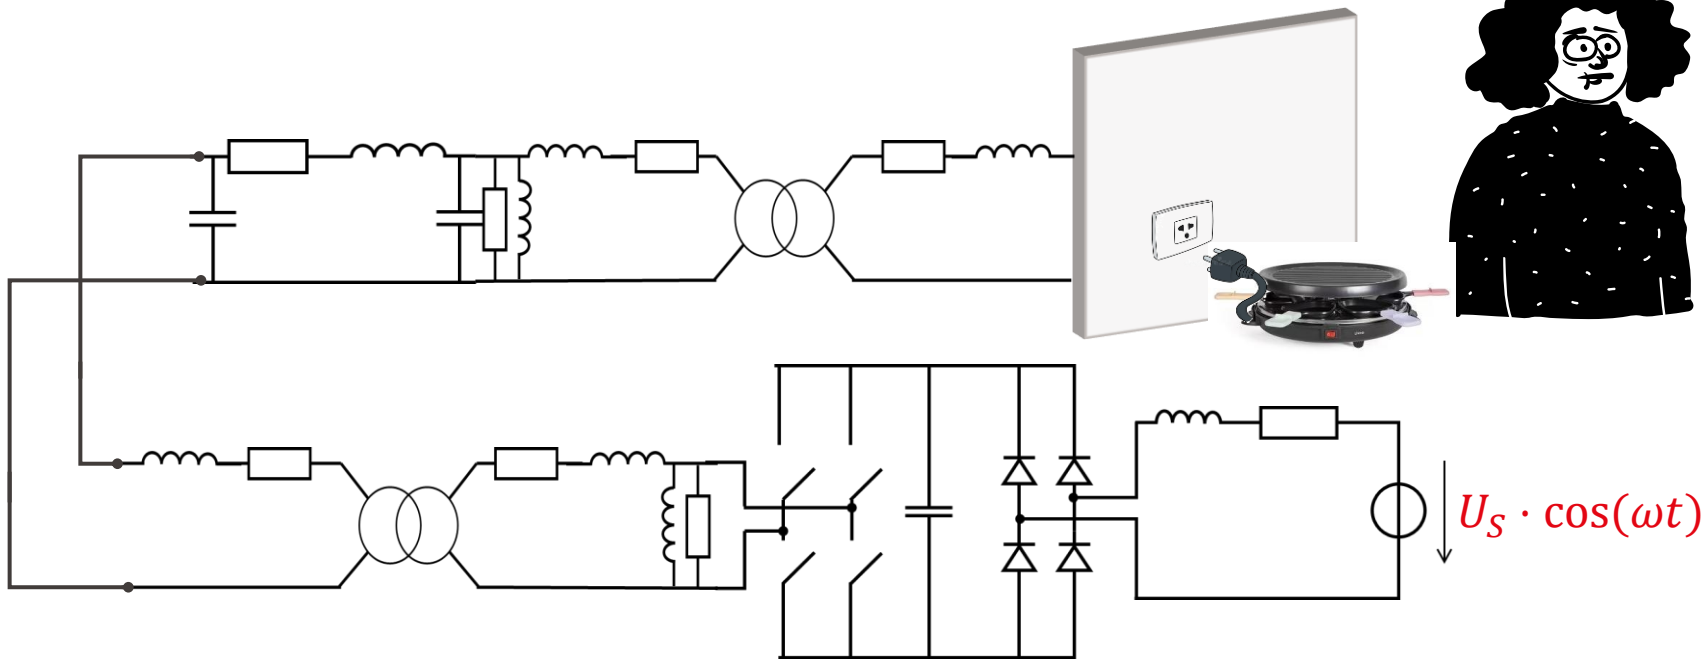 U_S · cos(ωt)